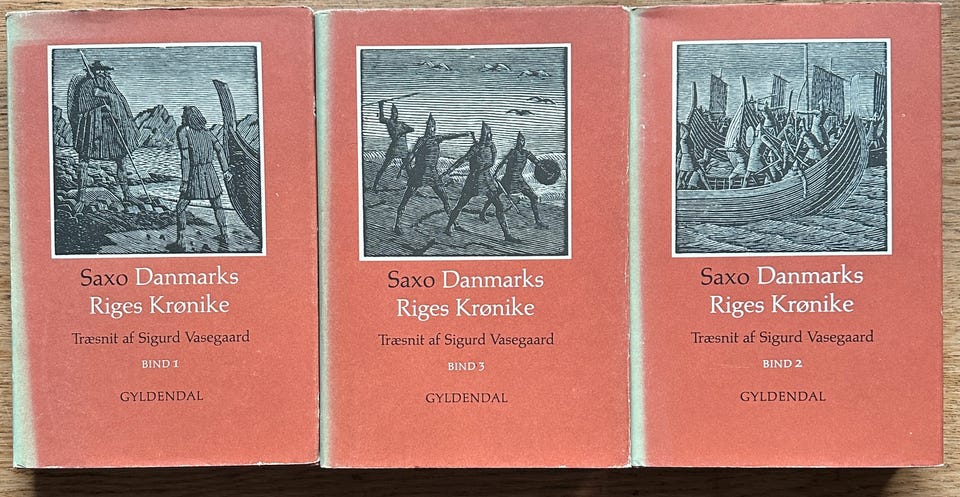 Saxo Danmarks
Riges Krønike
Træsnit af Sigurd Vasegaard
BIND 1
GYLDENDAL
Saxo Danmarks
Riges Krønike
Træsnit af Sigurd Vasegaard
BIND 3
GYLDENDAL
Saxo Danmarks
Riges Krønike
Træsnit af Sigurd Vasegaard
BIND 2
GYLDENDAL